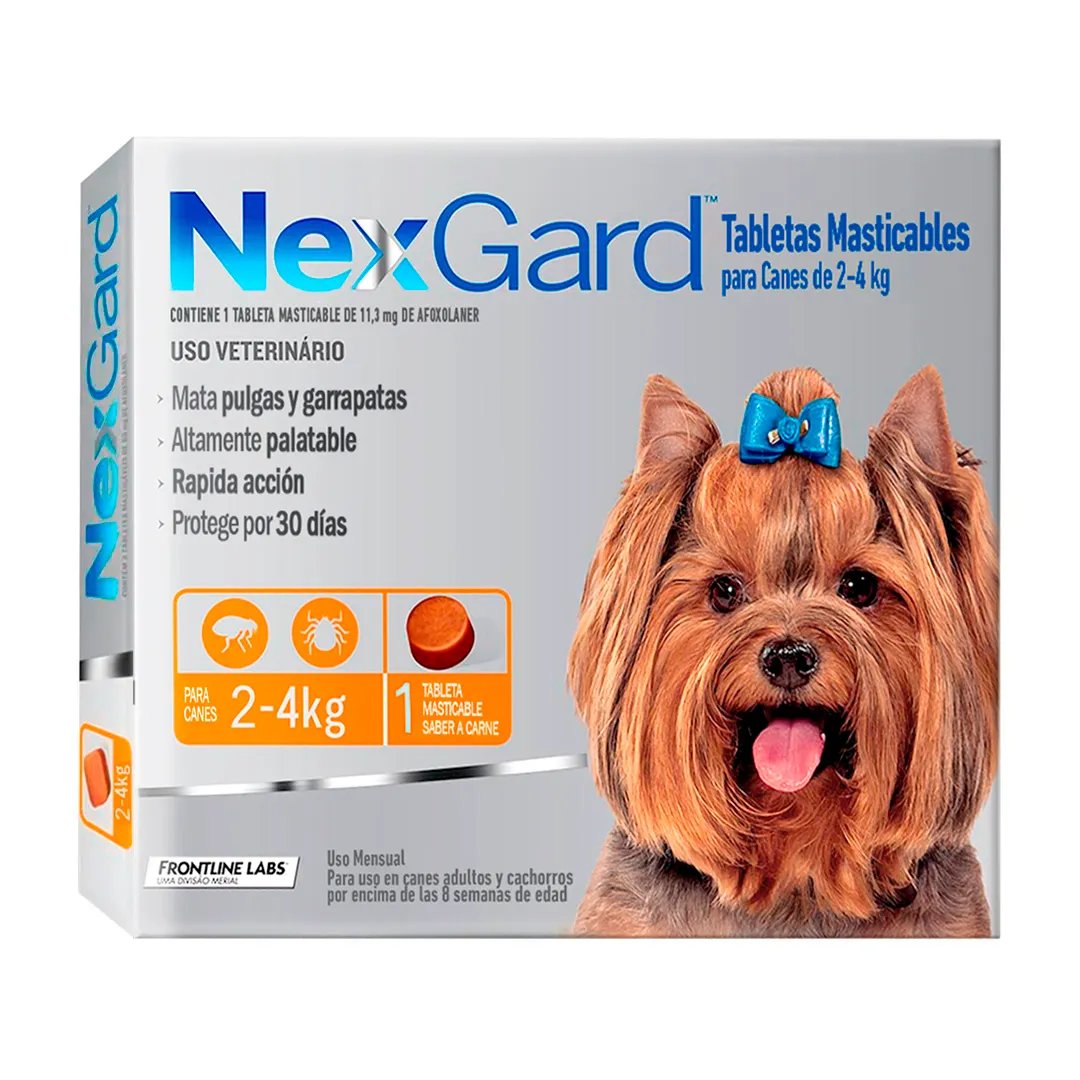 NexGard™
Tabletas Masticables
para Canes de 2-4 kg
CONTIENE 1 TABLETA MASTICABLE DE 11,3 mg DE AFOXOLANER
USO VETERINÁRIO
› Mata pulgas y garrapatas
› Altamente palatable
› Rapida acción
› Protege por 30 días
PARA
CANES
2-4kg
1
TABLETA
MASTICABLE
SABER A CARNE
FRONTLINE LABS
UMA DIVISÃO MERIAL
Uso Mensual
Para uso en canes adultos y cachorros
por encima de las 8 semanas de edad
NexGard
2-4kg